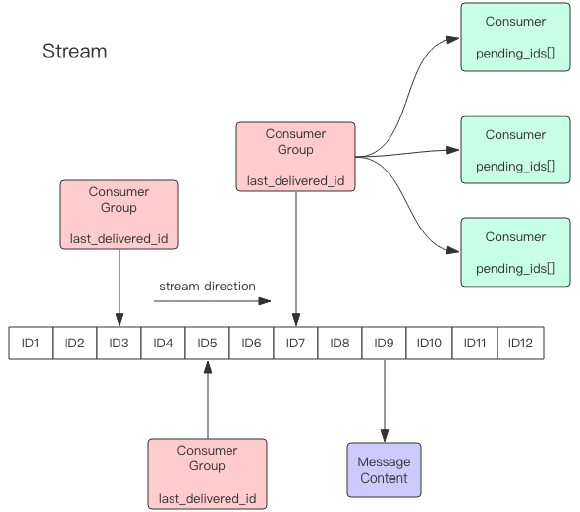 Stream
Consumer
pending_ids[]
Consumer
Group
last_delivered_id
Consumer
pending_ids[]
Consumer
Group
last_delivered_id
Consumer
pending_ids[]
stream direction
ID1 ID2 ID3 ID4 ID5 ID6 ID7 ID8 ID9 ID10 ID11 ID12
Consumer
Group
last_delivered_id
Message
Content